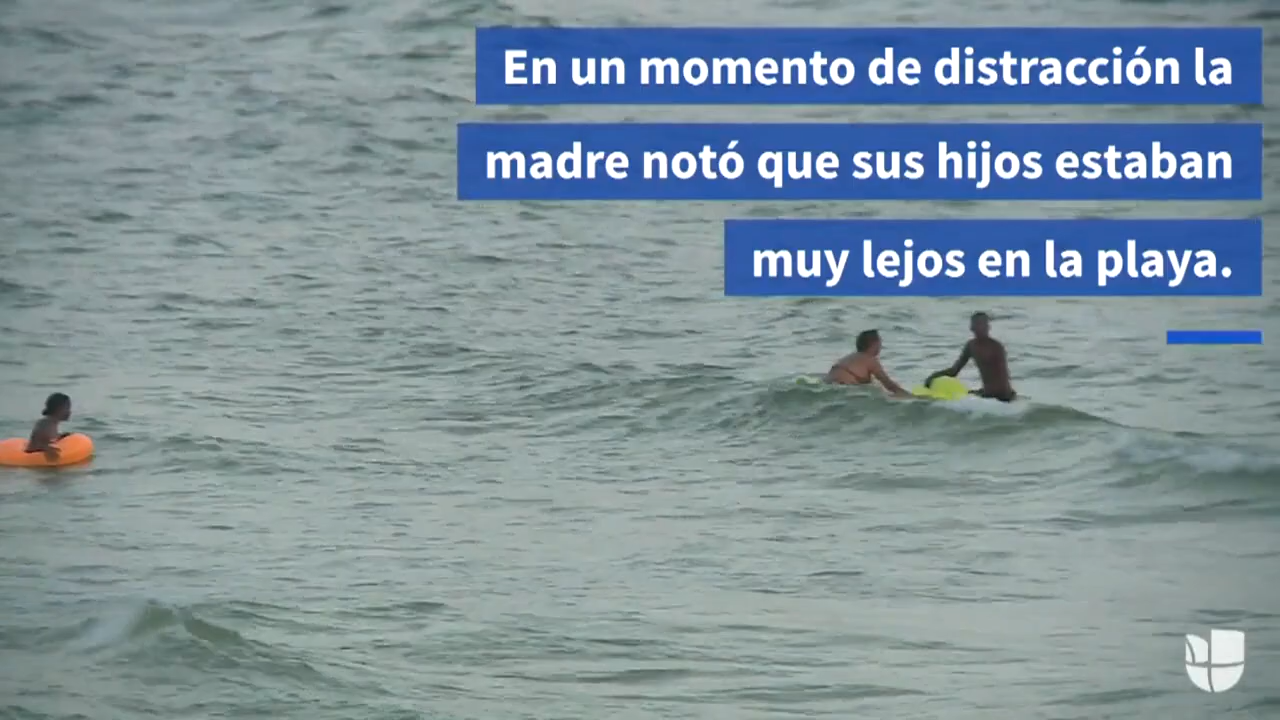 En un momento de distracción la
madre notó que sus hijos estaban
muy lejos en la playa.